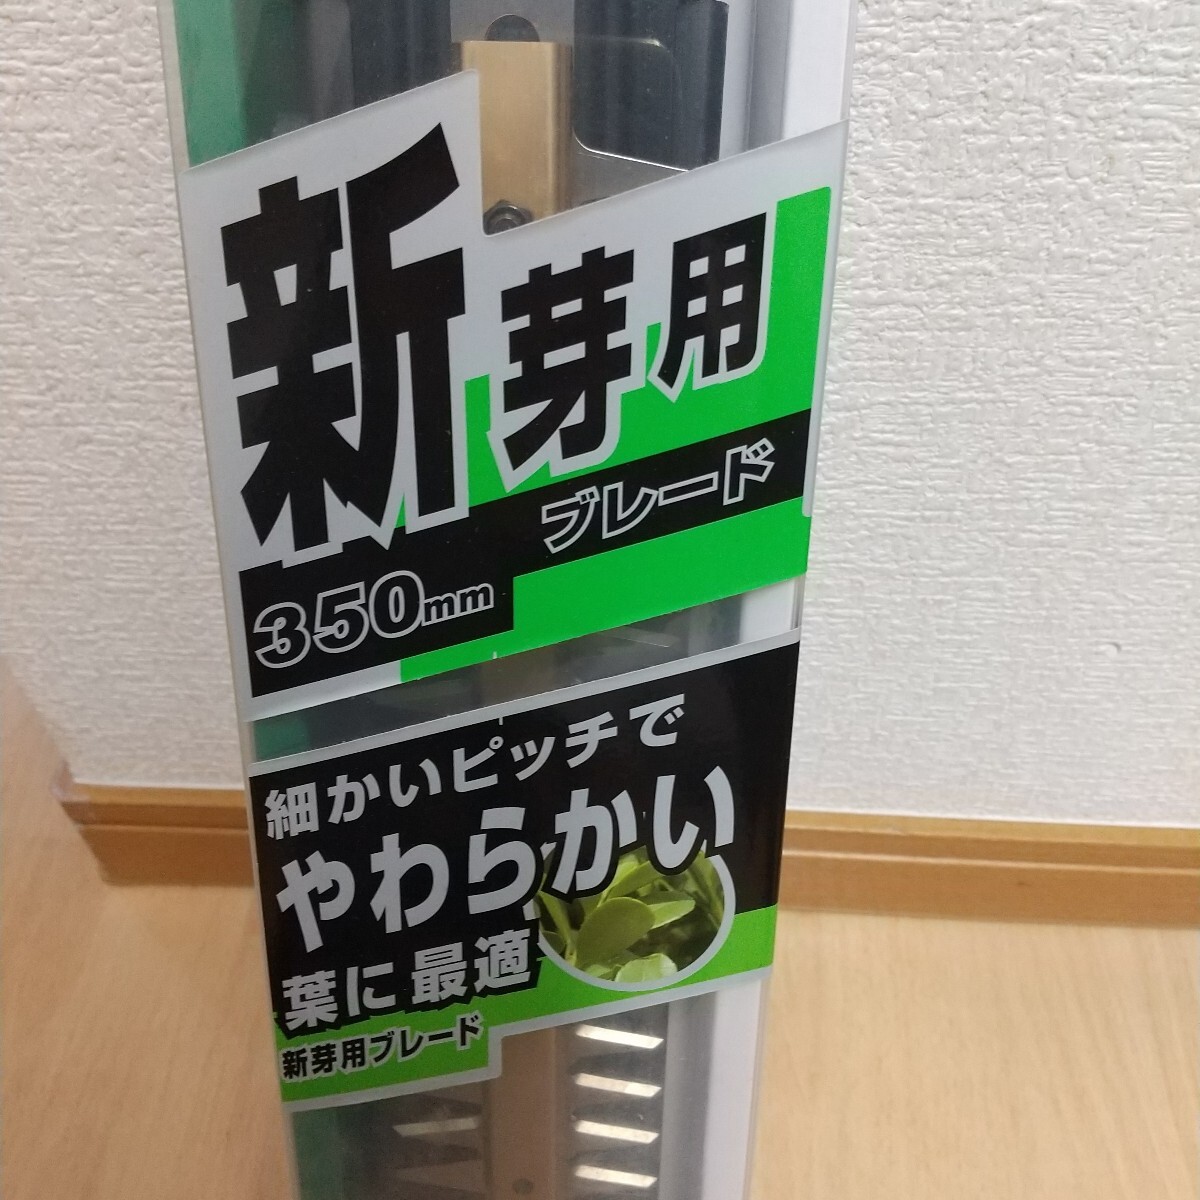 新芽用
ブレード
350mm
細かいピッチで
やわらかい
葉に最適
新芽用ブレード